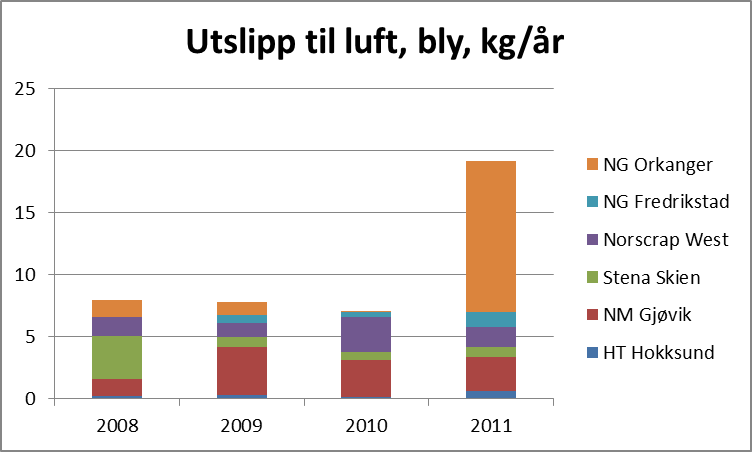 Utslipp til luft, bly, kg/år
25
20
15
10
5
0
2008 2009 2010 2011
NG Orkanger
NG Fredrikstad
Norscrap West
Stena Skien
NM Gjøvik
HT Hokksund